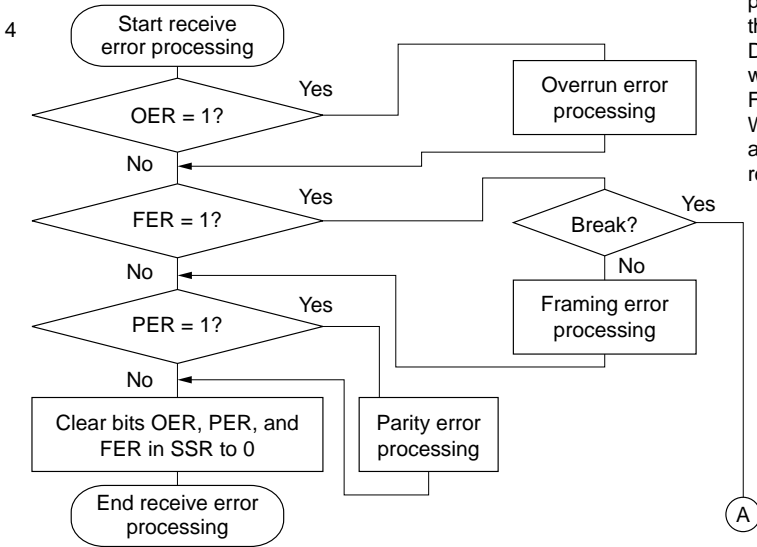 4
Start receive
error processing
OER = 1?
Yes
Overrun error
processing
No
FER = 1?
Yes
Break?
Yes
No
No
Framing error
processing
PER = 1?
Yes
No
Clear bits OER, PER, and
FER in SSR to 0
Parity error
processing
End receive error
processing
A